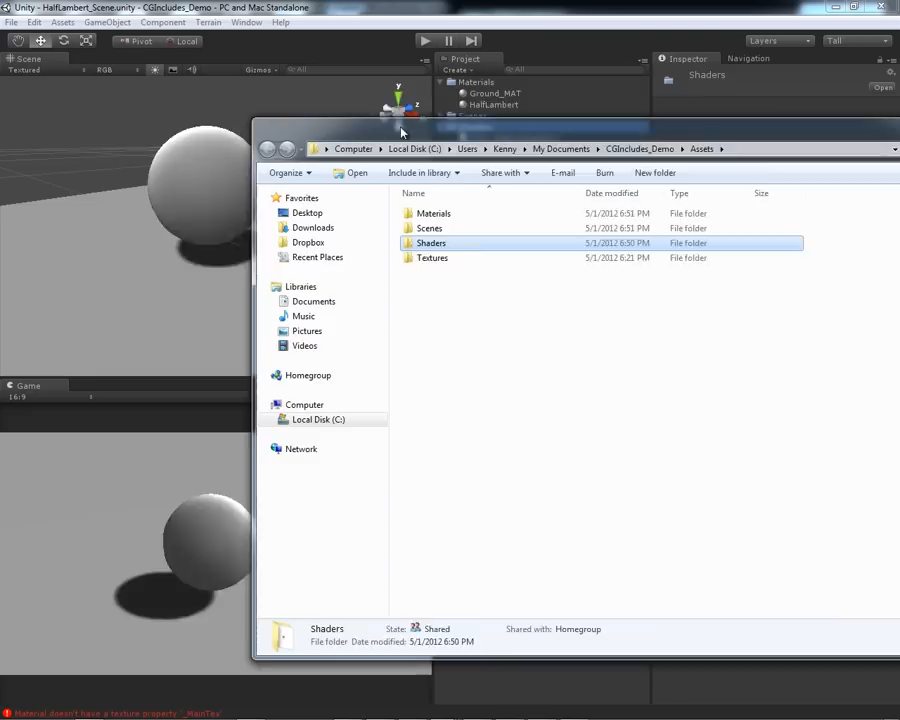 Unity - HalfLambert_Scene.unity - CGIncludes_Demo - PC and Mac Standalone
File Edit Assets GameObject Component Terrain Window Help
Pivot Local Layers Tall
Scene Project Inspector Navigation
Textured RGB Gizmos All Create All Shaders
Materials Open
Ground_MAT
HalfLambert
Computer Local Disk (C:) Users Kenny My Documents CGIncludes_Demo Assets
Organize Open Include in library Share with E-mail Burn New folder
Name Date modified Type Size
Favorites
Desktop
Downloads
Dropbox
Recent Places
Libraries
Documents
Music
Pictures
Videos
Homegroup
Computer
Local Disk (C:)
Network
Materials 5/1/2012 6:51 PM File folder
Scenes 5/1/2012 6:51 PM File folder
Shaders 5/1/2012 6:50 PM File folder
Textures 5/1/2012 6:21 PM File folder
Game
16:9
y
z
Shaders State: Shared Shared with: Homegroup
File folder Date modified: 5/1/2012 6:50 PM
Material doesn't have a texture property '_MainTex'